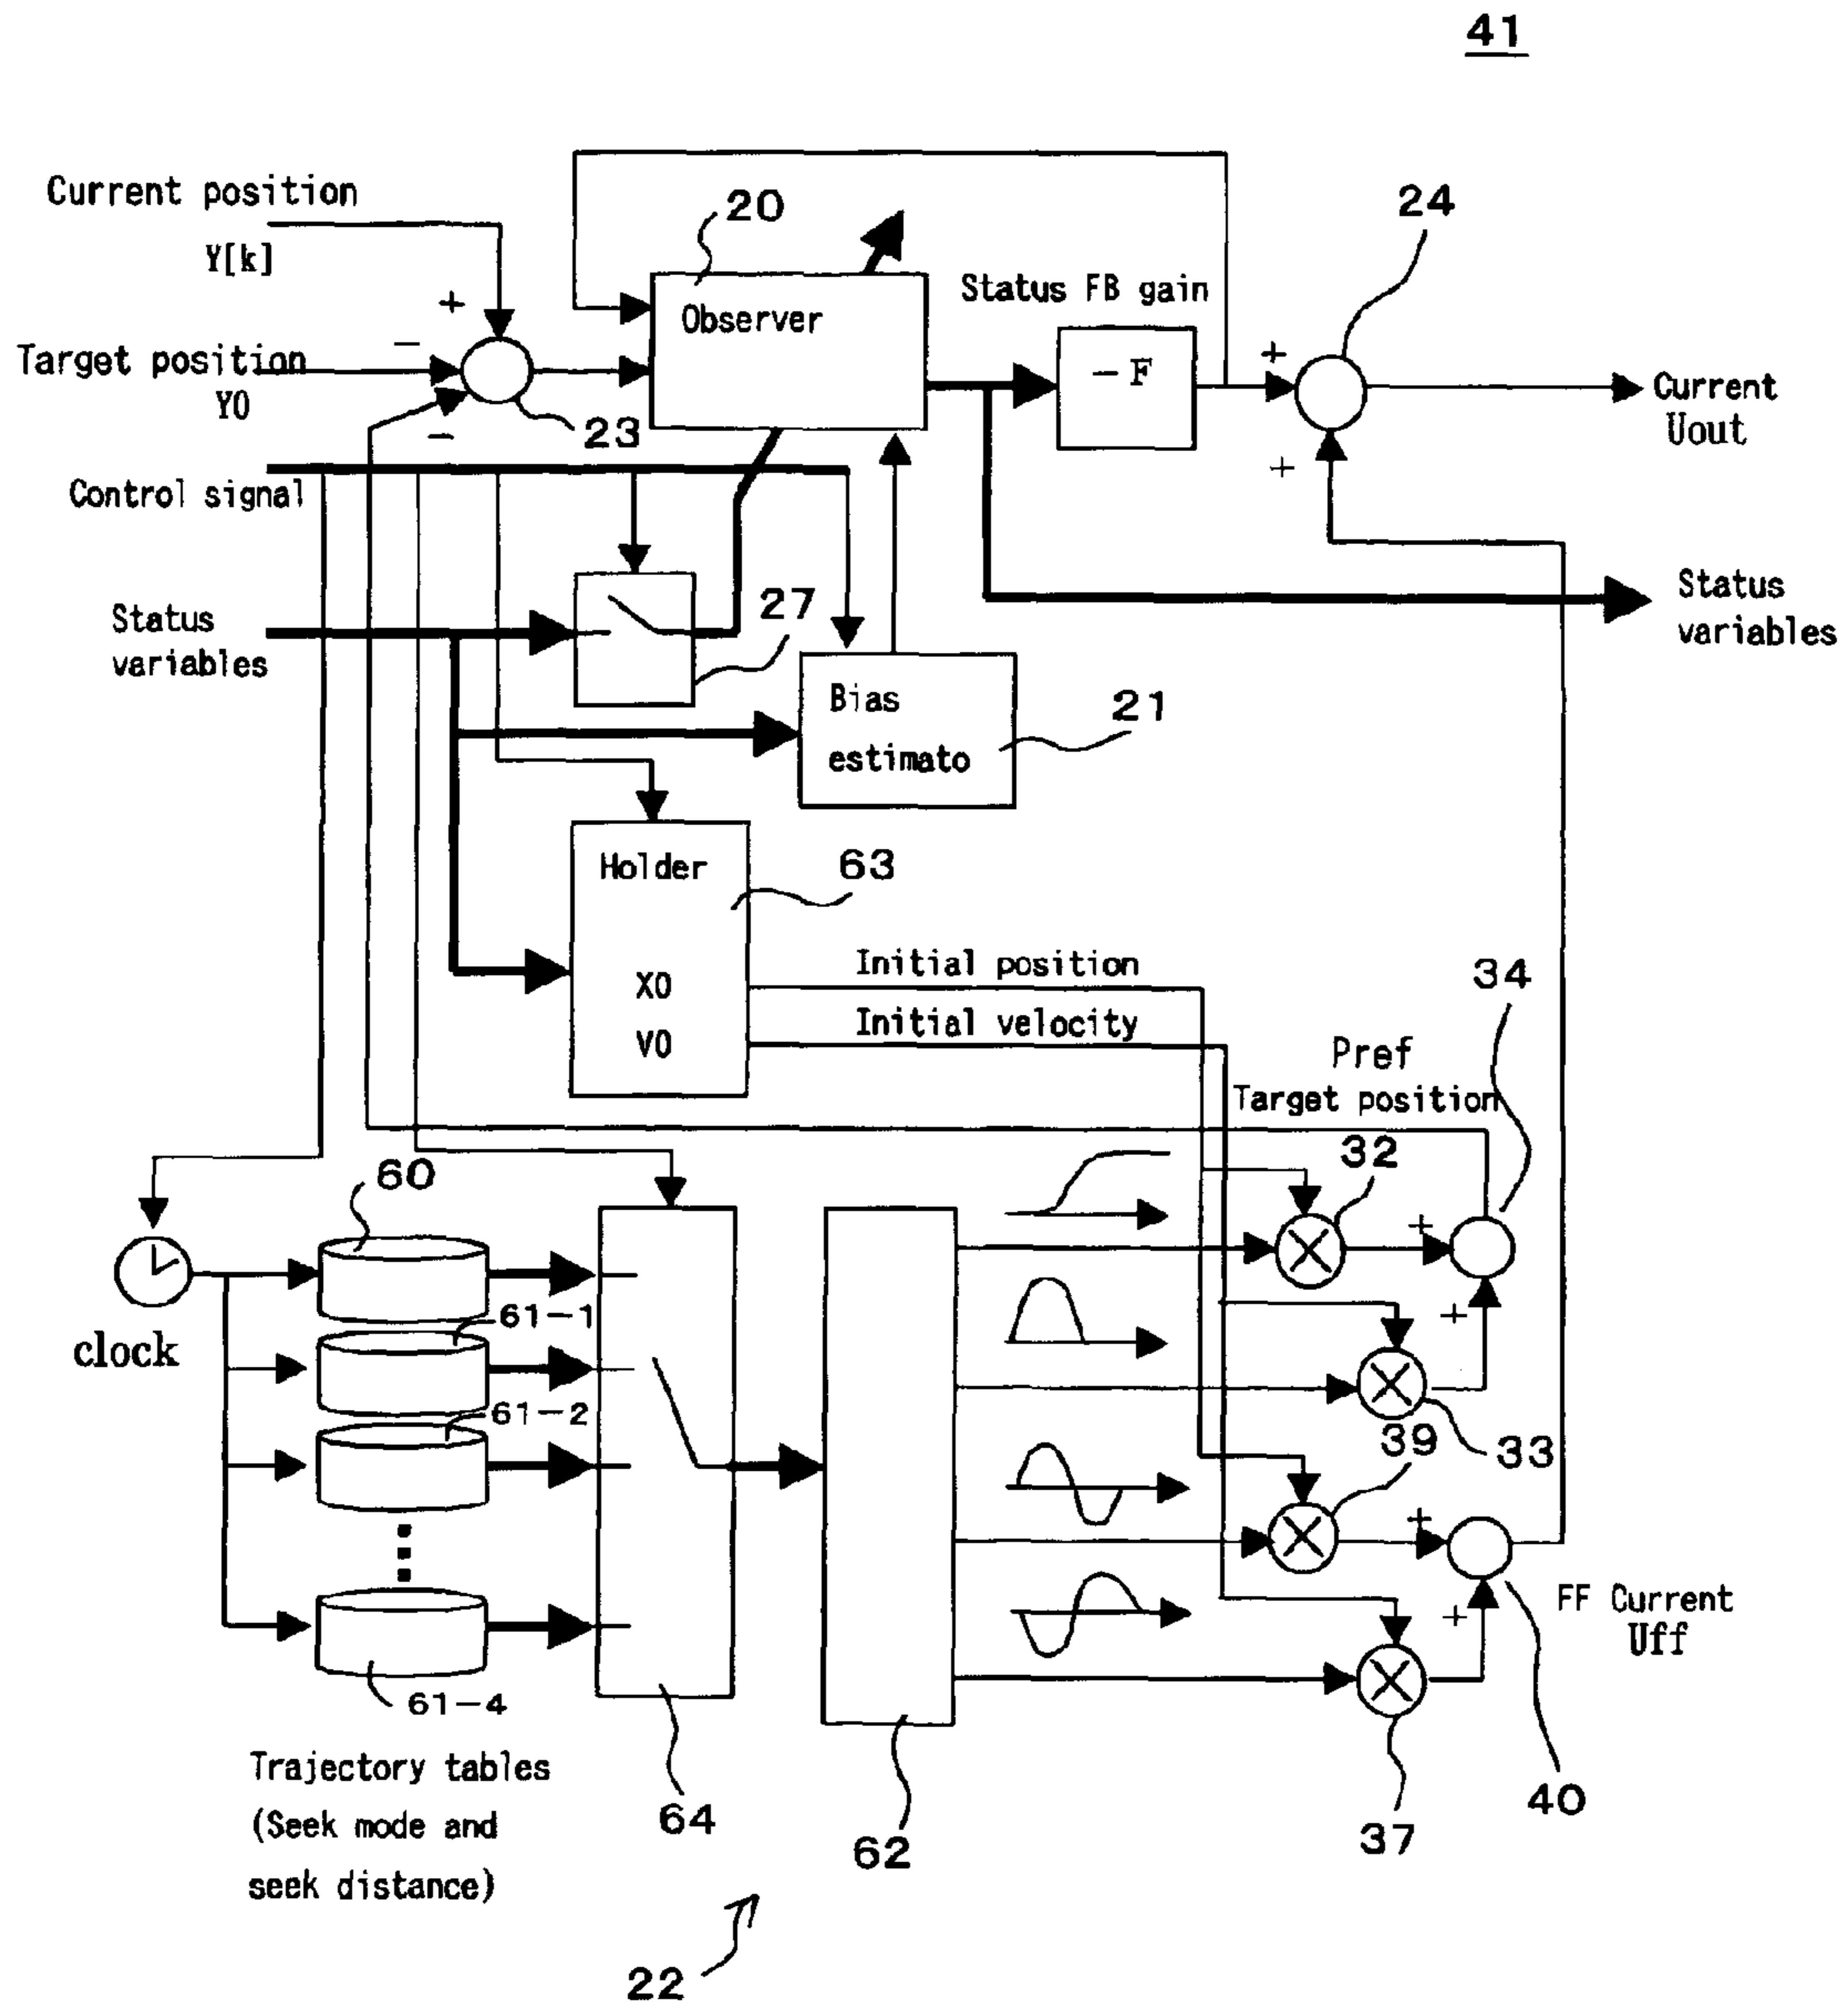 41
Current position
Y[k]
+
20
24
Observer
Status FB gain
－F
+
－
Target position
Y0
－
23
+
Current
Uout
Control signal
Status
variables
27
Status
variables
Bias
estimato
21
Holder
63
X0
V0
Initial position
Initial velocity
34
Pref
Target position
32
+
60
clock
61-1
+
33
61-2
39
+
FF Current
Uff
+
61-4
37
40
Trajectory tables
(Seek mode and
seek distance)
64
62
22